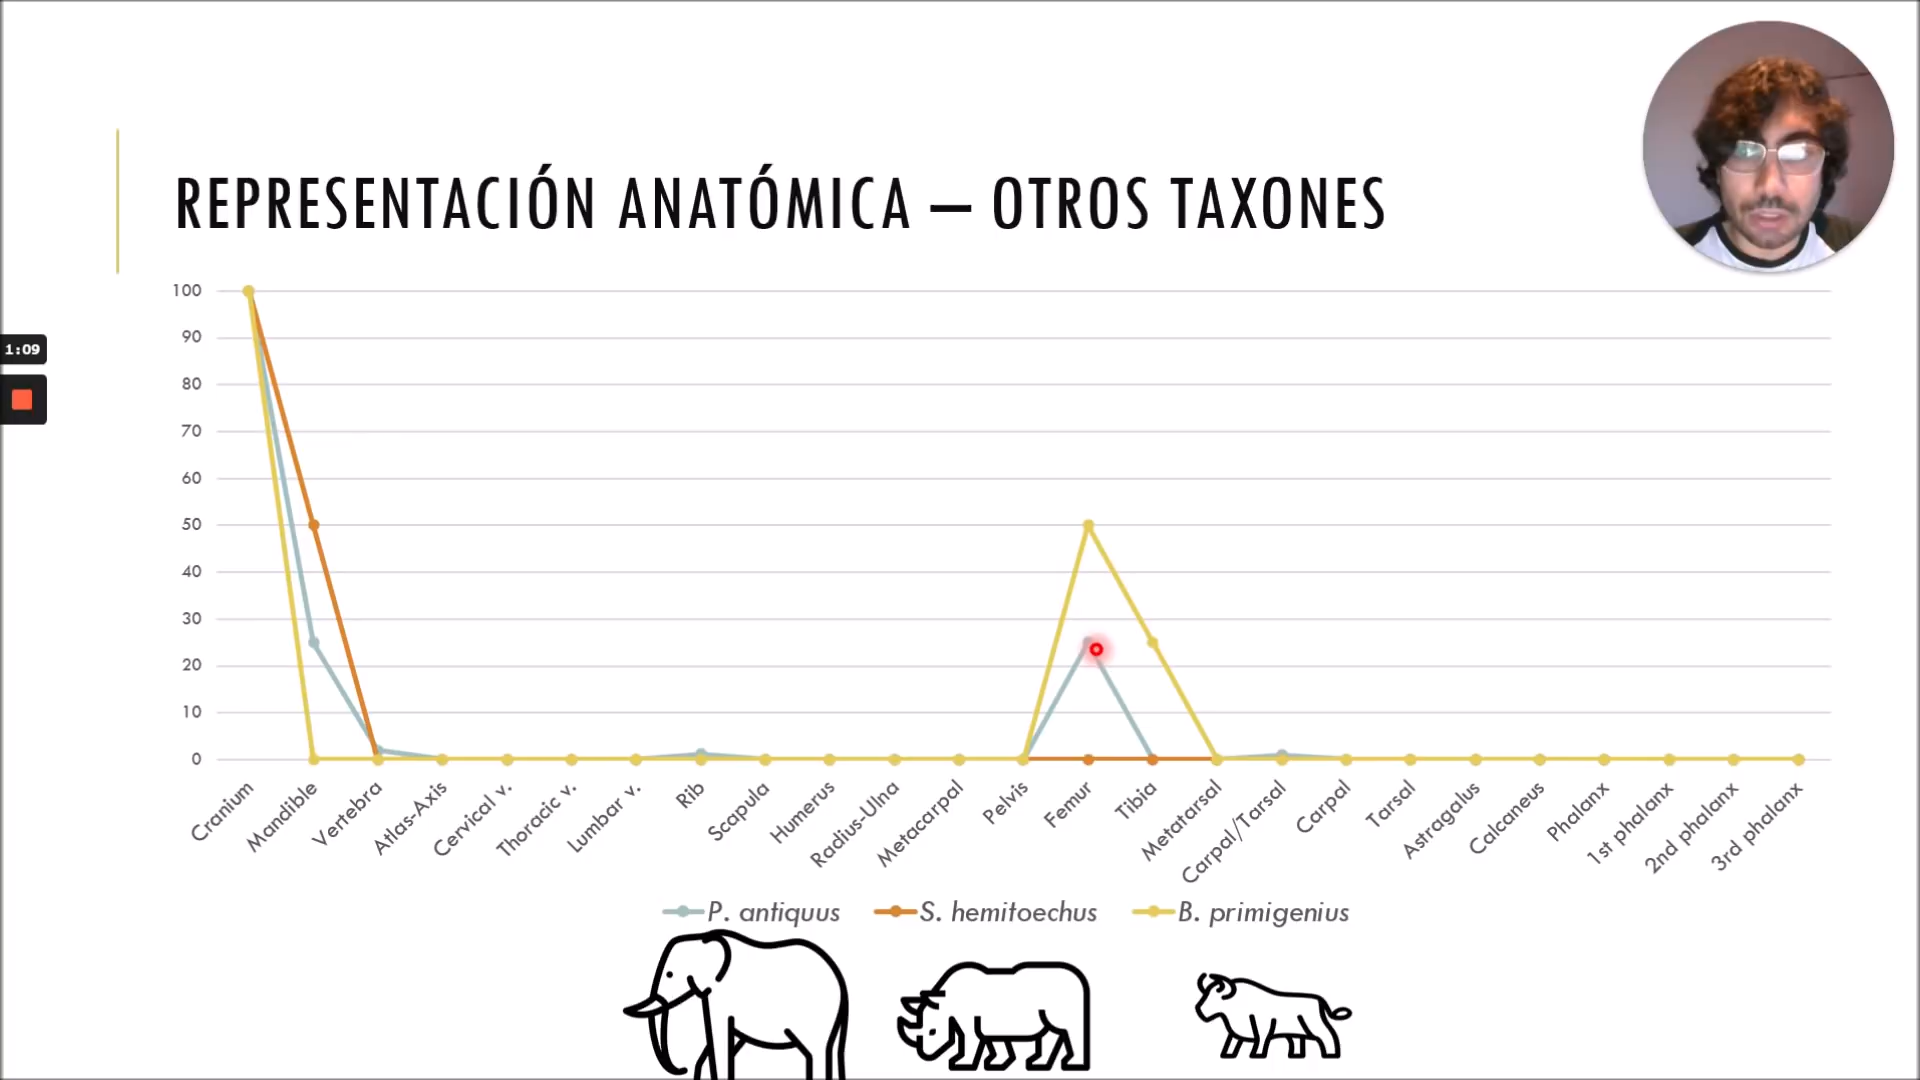 REPRESENTACIÓN ANATÓMICA – OTROS TAXONES
100
90
1:09
80
70
60
50
40
30
20
10
0
Cranium
Mandible
Vertebra
Atlas-Axis
Cervical v.
Thoracic v.
Lumbar v.
Rib
Scapula
Humerus
Radius-Ulna
Metacarpal
Pelvis
Femur
Tibia
Metatarsal
Carpal/Tarsal
Carpal
Tarsal
Astragalus
Calcaneus
Phalanx
1st phalanx
2nd phalanx
3rd phalanx
P. antiquus S. hemitoechus B. primigenius